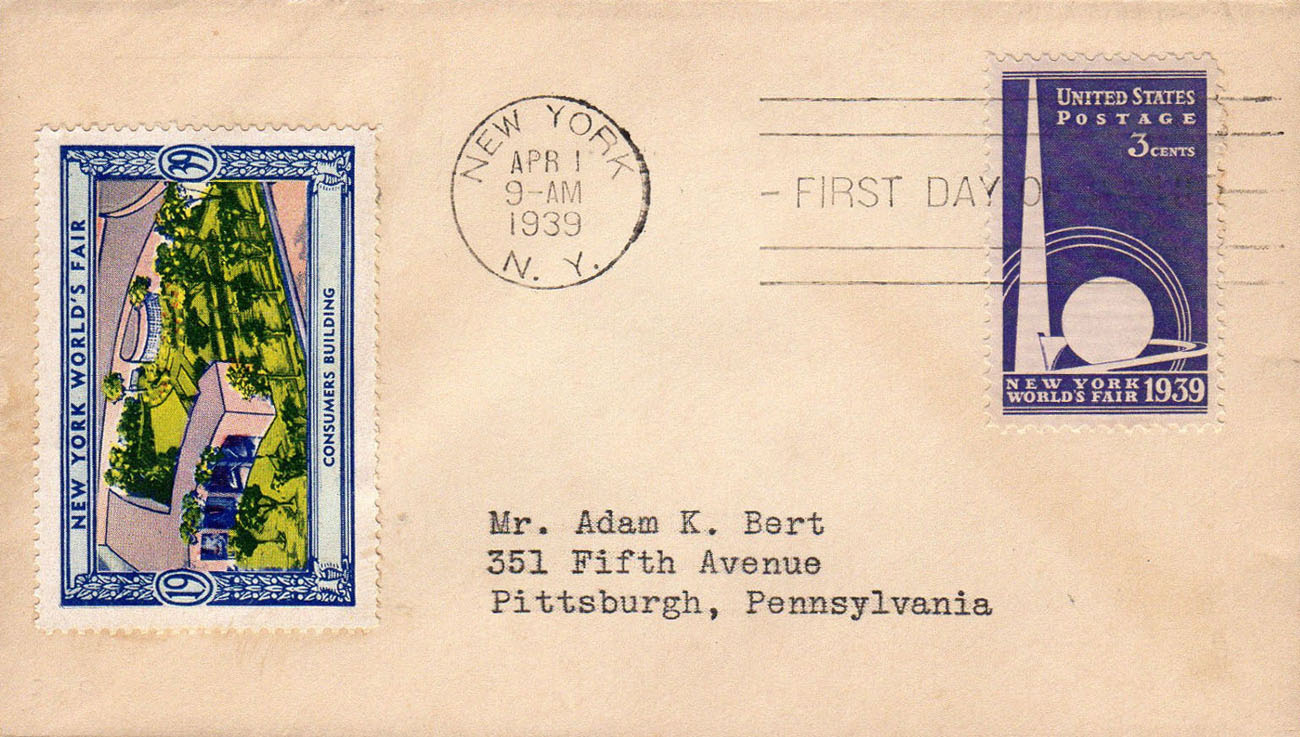 NEW YORK WORLD'S FAIR
19 39
CONSUMERS BUILDING
NEW YORK
APR 1
9-AM
1939
N. Y.
FIRST DAY
UNITED STATES
POSTAGE
3 CENTS
NEW YORK
WORLD'S FAIR 1939
Mr. Adam K. Bert
351 Fifth Avenue
Pittsburgh, Pennsylvania